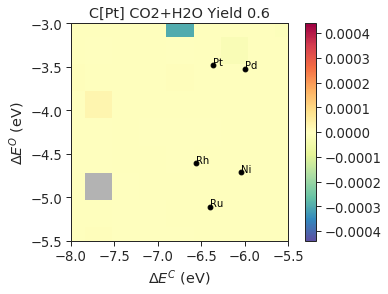 C[Pt] CO2+H2O Yield 0.6
−3.0
−3.5
−4.0
−4.5
−5.0
−5.5
ΔE^O (eV)
Pt
Pd
Rh
Ni
Ru
−8.0 −7.5 −7.0 −6.5 −6.0 −5.5
ΔE^C (eV)
0.0004
0.0003
0.0002
0.0001
0.0000
−0.0001
−0.0002
−0.0003
−0.0004